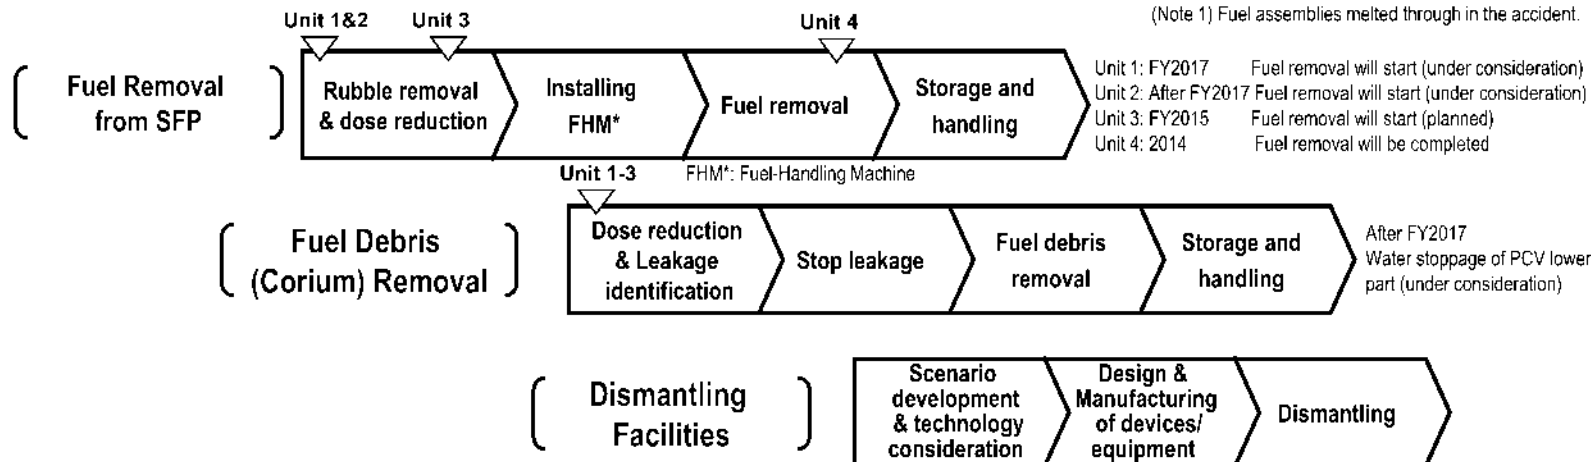 (Note 1) Fuel assemblies melted through in the accident.
Unit 1&2
Unit 3
Unit 4
Fuel Removal
from SFP
Rubble removal
& dose reduction
Installing
FHM*
Fuel removal
Storage and
handling
Unit 1: FY2017 Fuel removal will start (under consideration)
Unit 2: After FY2017 Fuel removal will start (under consideration)
Unit 3: FY2015 Fuel removal will start (planned)
Unit 4: 2014 Fuel removal will be completed
FHM*: Fuel-Handling Machine
Unit 1-3
Fuel Debris
(Corium) Removal
Dose reduction
& Leakage
identification
Stop leakage
Fuel debris
removal
Storage and
handling
After FY2017
Water stoppage of PCV lower
part (under consideration)
Dismantling
Facilities
Scenario
development
& technology
consideration
Design &
Manufacturing
of devices/
equipment
Dismantling